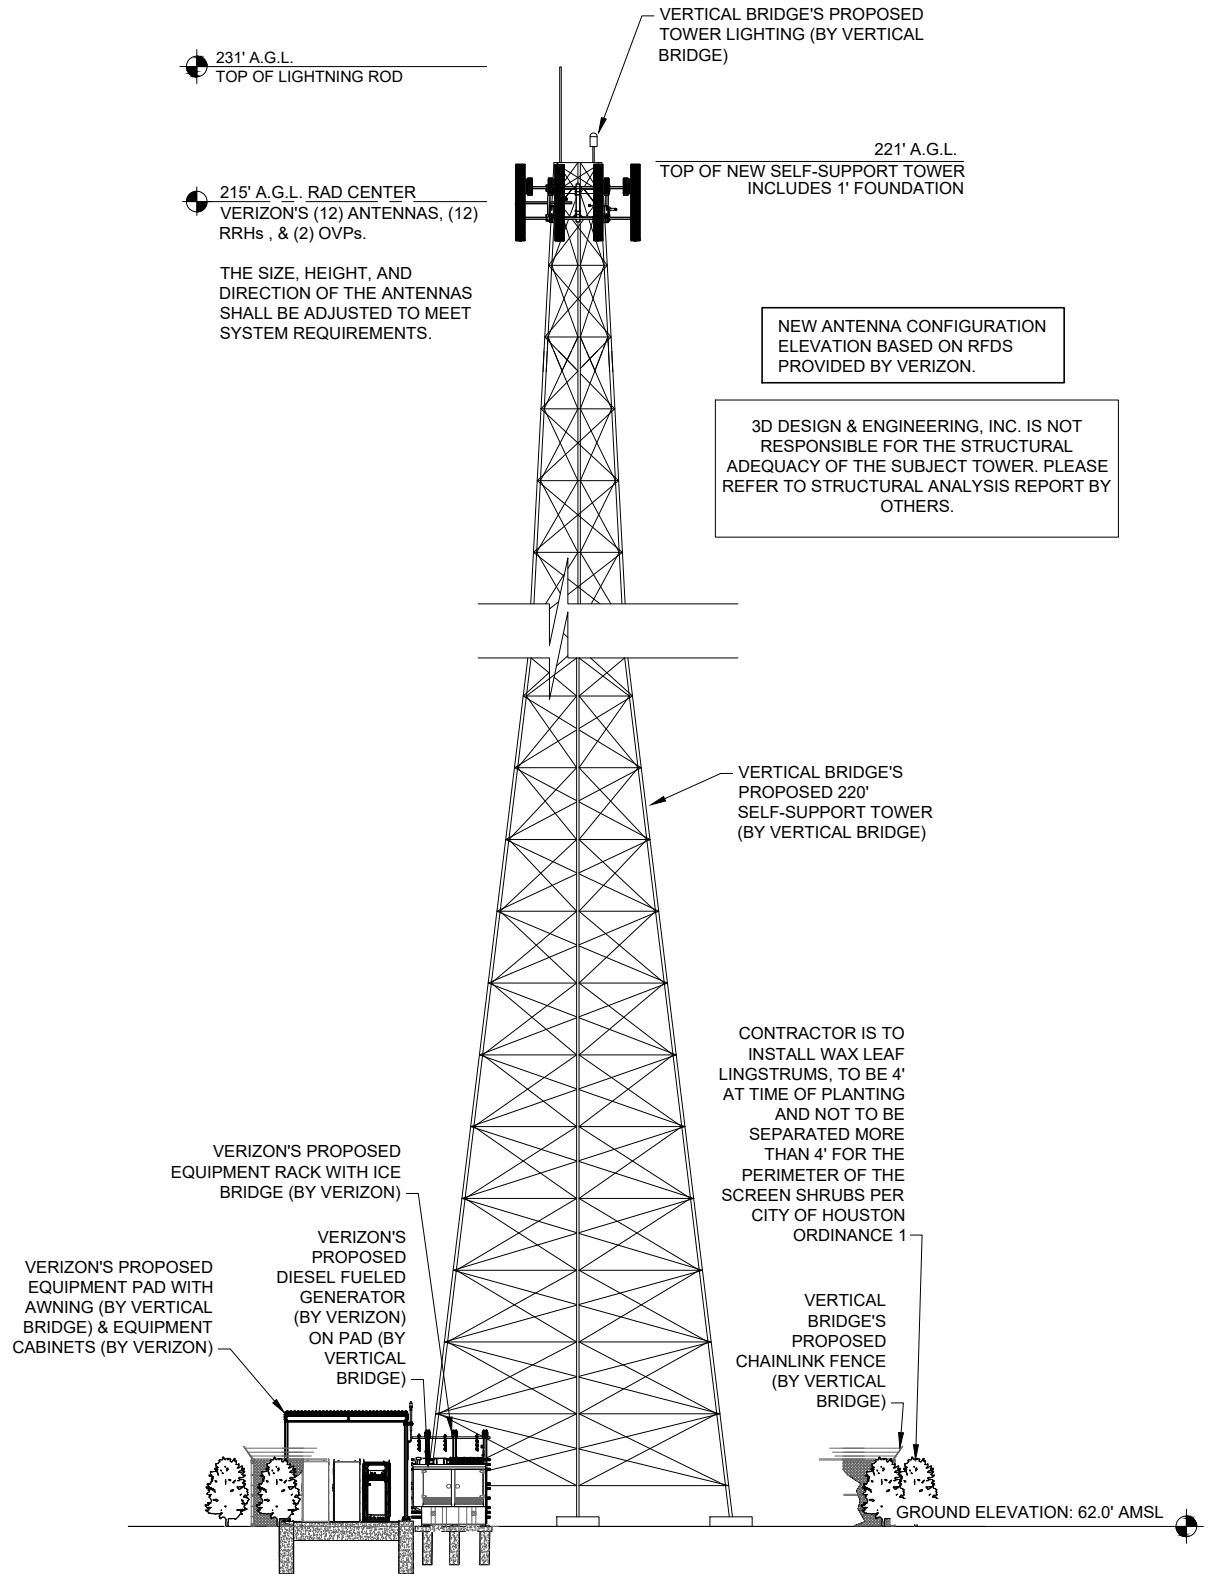 VERTICAL BRIDGE'S PROPOSED
TOWER LIGHTING (BY VERTICAL
BRIDGE)
231' A.G.L.
TOP OF LIGHTNING ROD
221' A.G.L.
TOP OF NEW SELF-SUPPORT TOWER
INCLUDES 1' FOUNDATION
215' A.G.L. RAD CENTER
VERIZON'S (12) ANTENNAS, (12)
RRHs , & (2) OVPs.
THE SIZE, HEIGHT, AND
DIRECTION OF THE ANTENNAS
SHALL BE ADJUSTED TO MEET
SYSTEM REQUIREMENTS.
NEW ANTENNA CONFIGURATION
ELEVATION BASED ON RFDS
PROVIDED BY VERIZON.
3D DESIGN & ENGINEERING, INC. IS NOT
RESPONSIBLE FOR THE STRUCTURAL
ADEQUACY OF THE SUBJECT TOWER. PLEASE
REFER TO STRUCTURAL ANALYSIS REPORT BY
OTHERS.
VERTICAL BRIDGE'S
PROPOSED 220'
SELF-SUPPORT TOWER
(BY VERTICAL BRIDGE)
CONTRACTOR IS TO
INSTALL WAX LEAF
LINGSTRUMS, TO BE 4'
AT TIME OF PLANTING
AND NOT TO BE
SEPARATED MORE
THAN 4' FOR THE
PERIMETER OF THE
SCREEN SHRUBS PER
CITY OF HOUSTON
ORDINANCE 1
VERIZON'S PROPOSED
EQUIPMENT RACK WITH ICE
BRIDGE (BY VERIZON)
VERIZON'S
PROPOSED
DIESEL FUELED
GENERATOR
(BY VERIZON)
ON PAD (BY
VERTICAL
BRIDGE)
VERIZON'S PROPOSED
EQUIPMENT PAD WITH
AWNING (BY VERTICAL
BRIDGE) & EQUIPMENT
CABINETS (BY VERIZON)
VERTICAL
BRIDGE'S
PROPOSED
CHAINLINK FENCE
(BY VERTICAL
BRIDGE)
GROUND ELEVATION: 62.0' AMSL